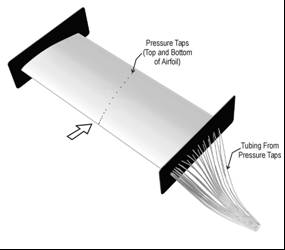 Pressure Taps
(Top and Bottom
of Airfoil)
Tubing From
Pressure Taps